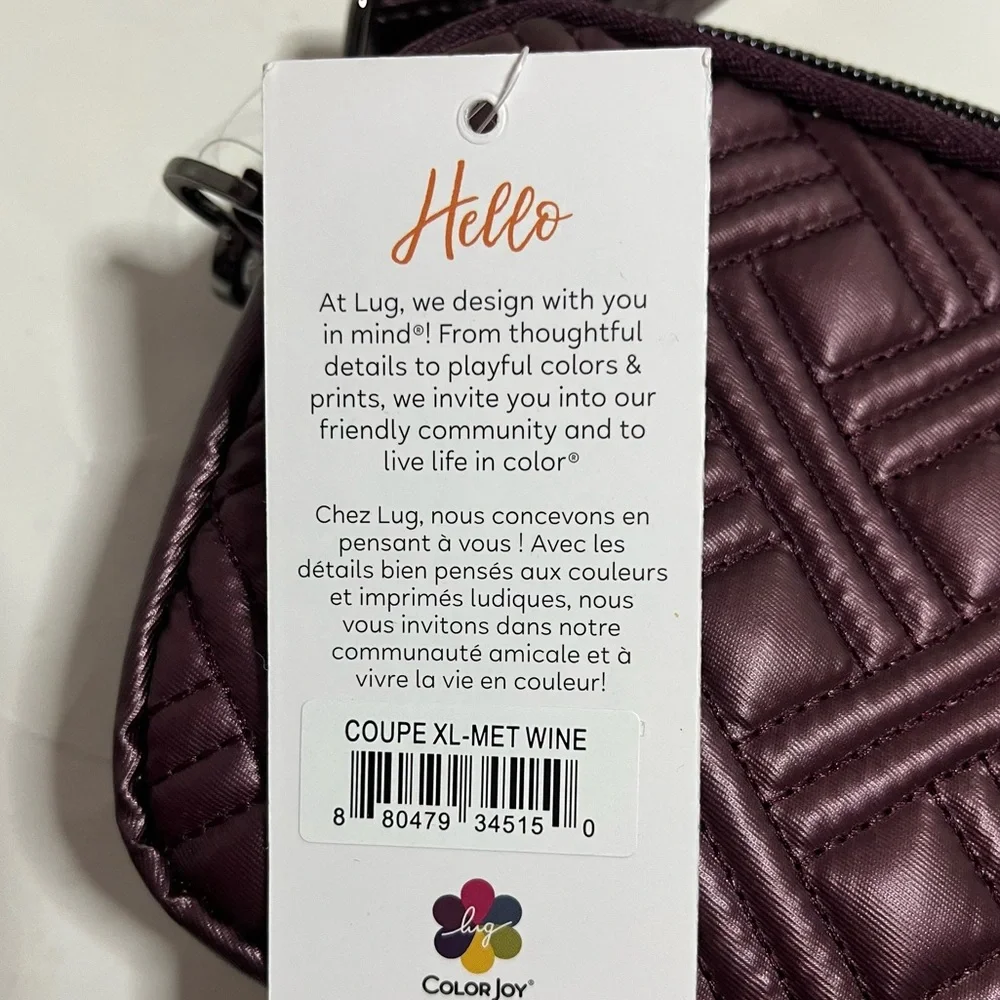 Hello
At Lug, we design with you
in mind®! From thoughtful
details to playful colors &
prints, we invite you into our
friendly community and to
live life in color®
Chez Lug, nous concevons en
pensant à vous ! Avec les
détails bien pensés aux couleurs
et imprimés ludiques, nous
vous invitons dans notre
communauté amicale et à
vivre la vie en couleur!
COUPE XL-MET WINE
8 80479 34515 0
lug
COLOR JOY®